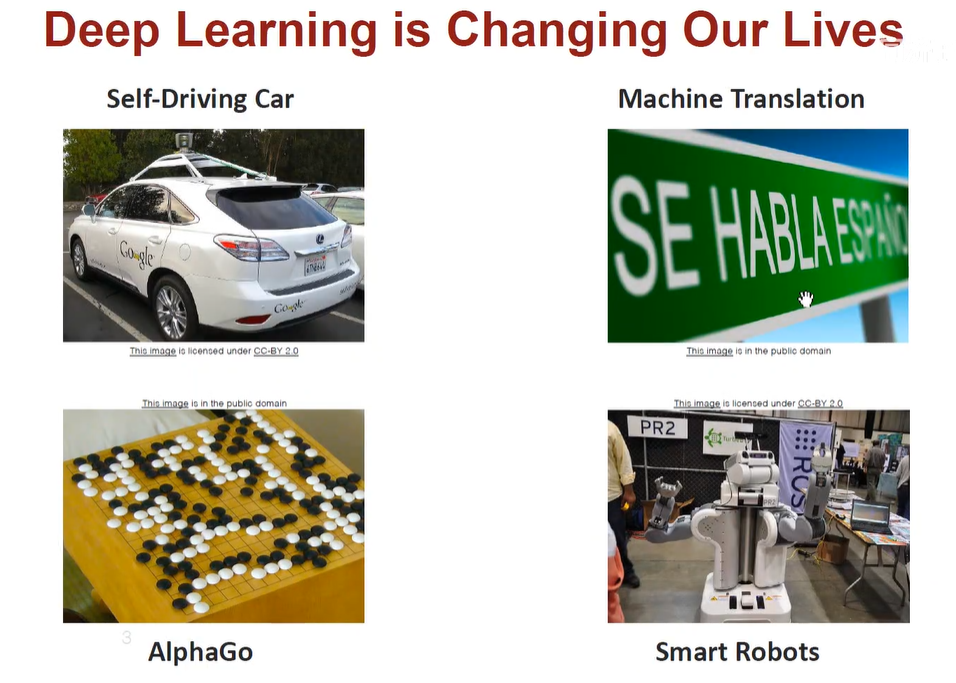 Deep Learning is Changing Our Lives
Self-Driving Car
Machine Translation
Google
Google
SE HABLA ESPAÑO
This image is licensed under CC-BY 2.0
This image is in the public domain
This image is in the public domain
This image is licensed under CC-BY 2.0
PR2
ROS
PR2
3
AlphaGo
Smart Robots